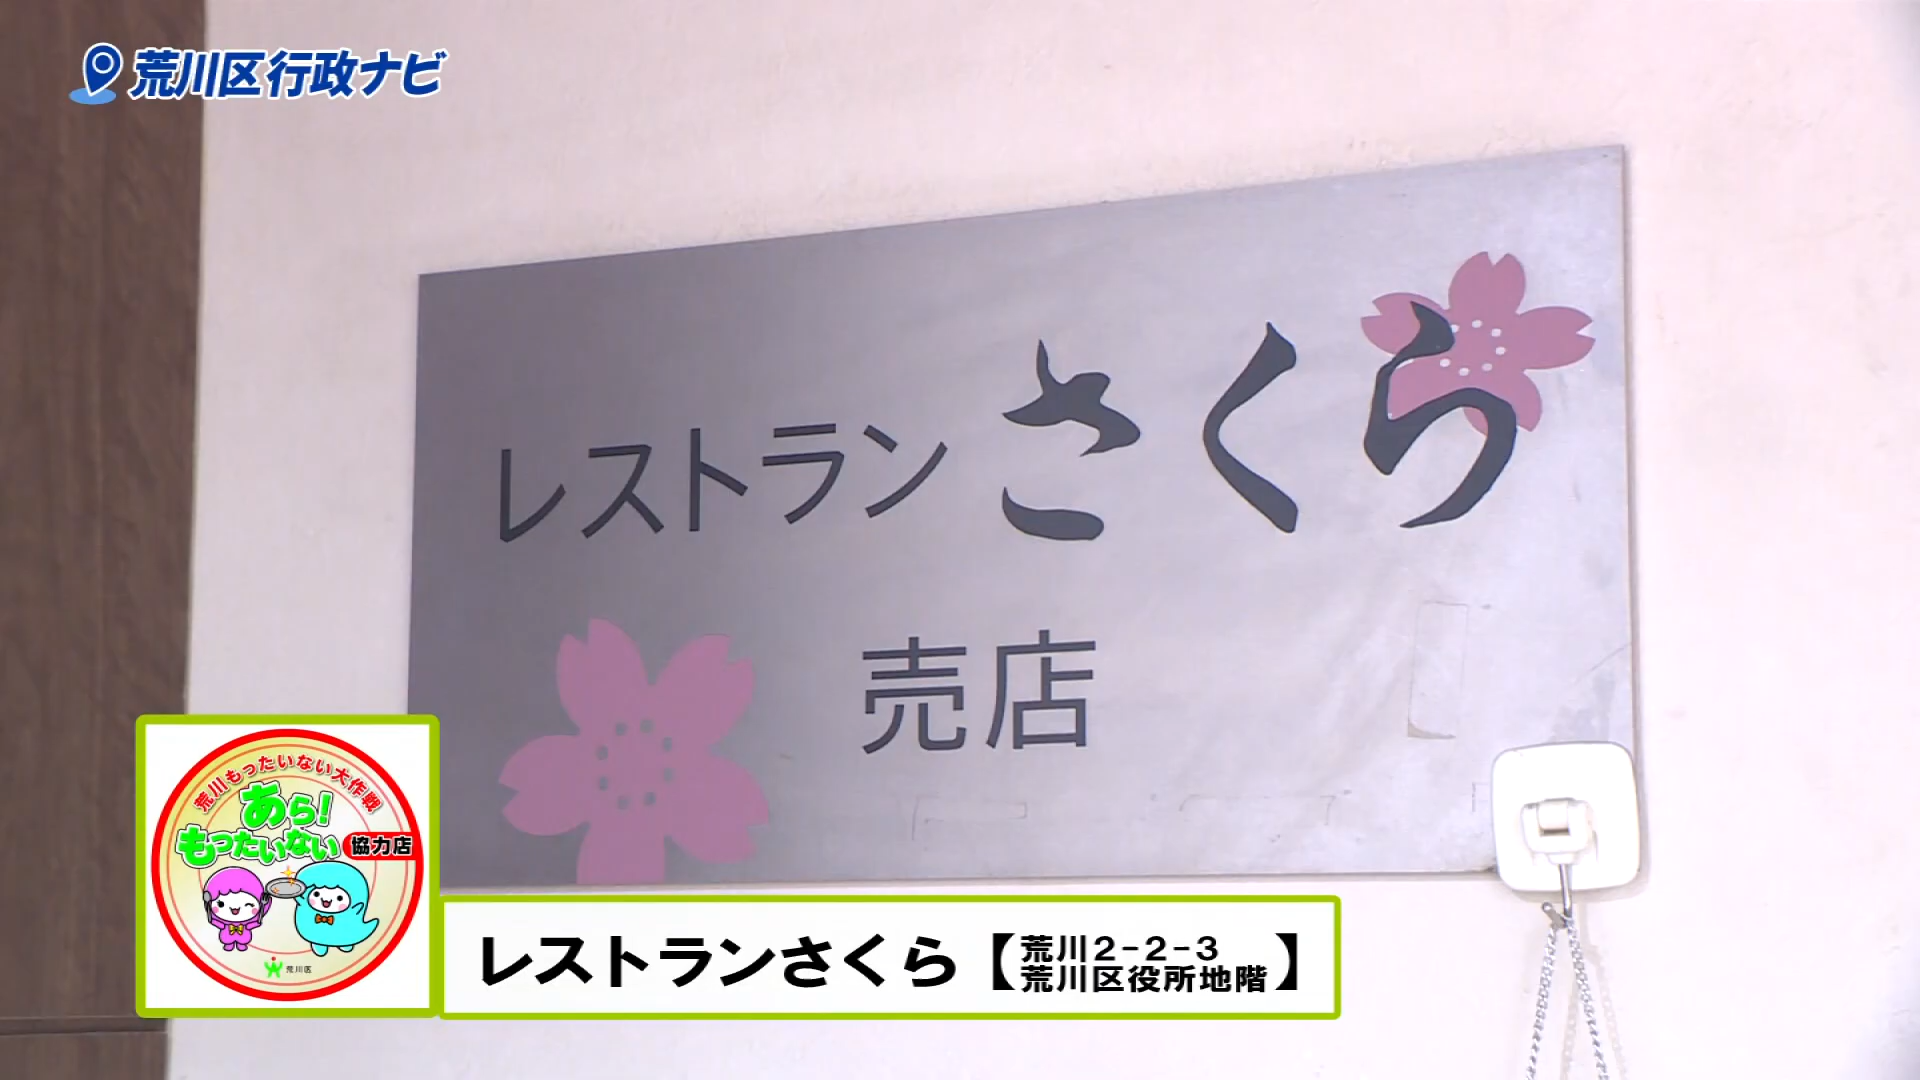 荒川区行政ナビ
レストラン さくら
売店
荒川もったいない大作戦
あら!
もったいない 協力店
荒川区
レストランさくら【荒川2-2-3
荒川区役所地階】